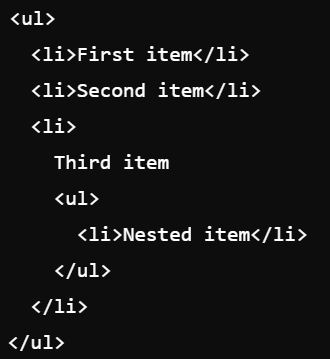 <ul>
  <li>First item</li>
  <li>Second item</li>
  <li>
    Third item
    <ul>
      <li>Nested item</li>
    </ul>
  </li>
</ul>